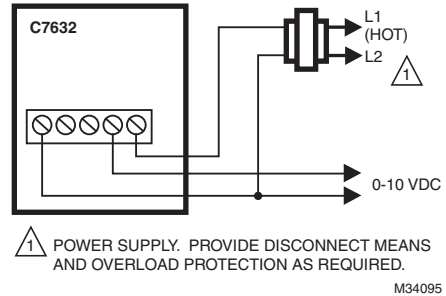 C7632
L1
(HOT)
L2
1
0-10 VDC
1 POWER SUPPLY. PROVIDE DISCONNECT MEANS
AND OVERLOAD PROTECTION AS REQUIRED.
M34095